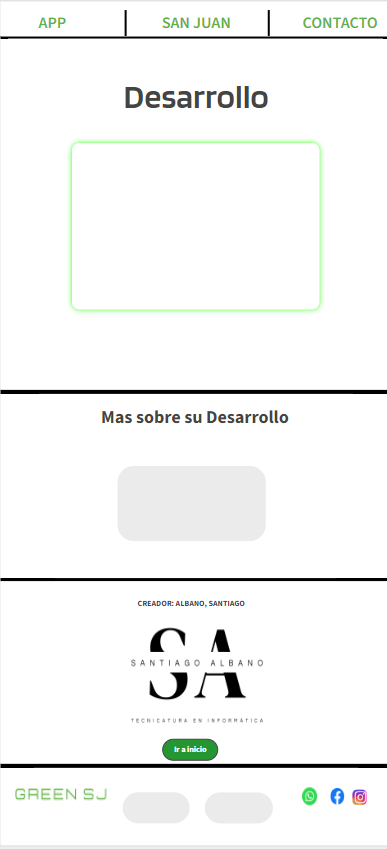 APP
SAN JUAN
CONTACTO
Desarrollo
Mas sobre su Desarrollo
CREADOR: ALBANO, SANTIAGO
SA
SANTIAGO ALBANO
TECNICATURA EN INFORMÁTICA
Ir a inicio
GREEN SJ